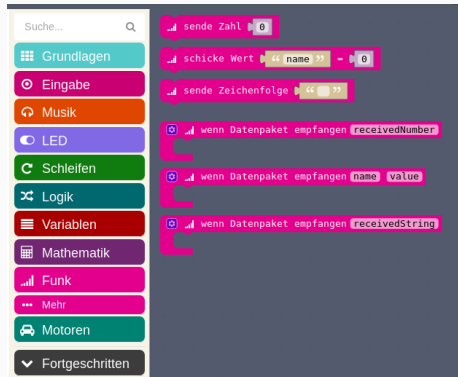 Suche...
Grundlagen
Eingabe
Musik
LED
Schleifen
Logik
Variablen
Mathematik
Funk
Mehr
Motoren
Fortgeschritten
sende Zahl 0
schicke Wert “ name ” = 0
sende Zeichenfolge “ ”
wenn Datenpaket empfangen receivedNumber
wenn Datenpaket empfangen name value
wenn Datenpaket empfangen receivedString